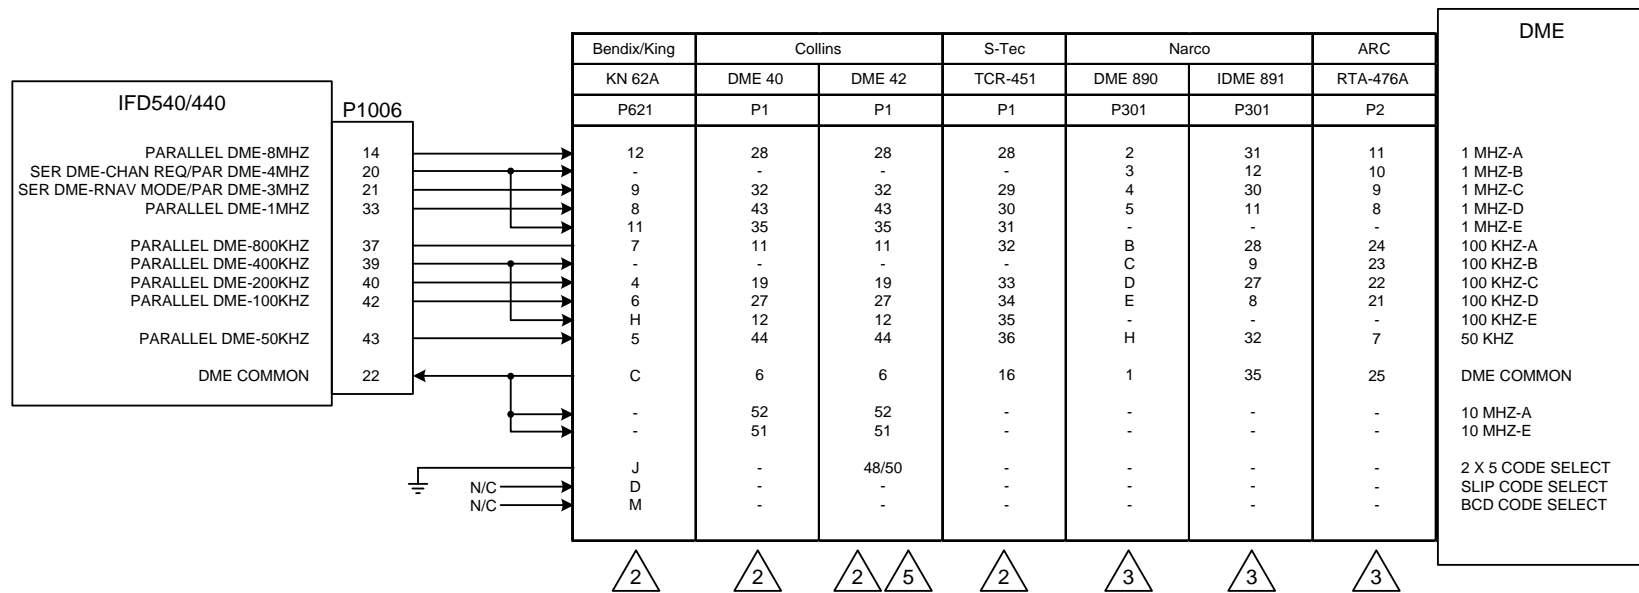 DME
Bendix/King Collins S-Tec Narco ARC
KN 62A DME 40 DME 42 TCR-451 DME 890 IDME 891 RTA-476A
IFD540/440 P1006 P621 P1 P1 P1 P301 P301 P2
PARALLEL DME-8MHZ 14 12 28 28 28 2 31 11 1 MHZ-A
SER DME-CHAN REQ/PAR DME-4MHZ 20 - - - - 3 12 10 1 MHZ-B
SER DME-RNAV MODE/PAR DME-3MHZ 21 9 32 32 29 4 30 9 1 MHZ-C
PARALLEL DME-1MHZ 33 8 43 43 30 5 11 8 1 MHZ-D
11 35 35 31 - - - 1 MHZ-E
PARALLEL DME-800KHZ 37 7 11 11 32 B 28 24 100 KHZ-A
PARALLEL DME-400KHZ 39 - - - - C 9 23 100 KHZ-B
PARALLEL DME-200KHZ 40 4 19 19 33 D 27 22 100 KHZ-C
PARALLEL DME-100KHZ 42 6 27 27 34 E 8 21 100 KHZ-D
H 12 12 35 - - - 100 KHZ-E
PARALLEL DME-50KHZ 43 5 44 44 36 H 32 7 50 KHZ
DME COMMON 22 C 6 6 16 1 35 25 DME COMMON
- 52 52 - - - - 10 MHZ-A
- 51 51 - - - - 10 MHZ-E
J - 48/50 - - - - 2 X 5 CODE SELECT
N/C D - - - - - - SLIP CODE SELECT
N/C M - - - - - - BCD CODE SELECT
2 2 2 5 2 3 3 3